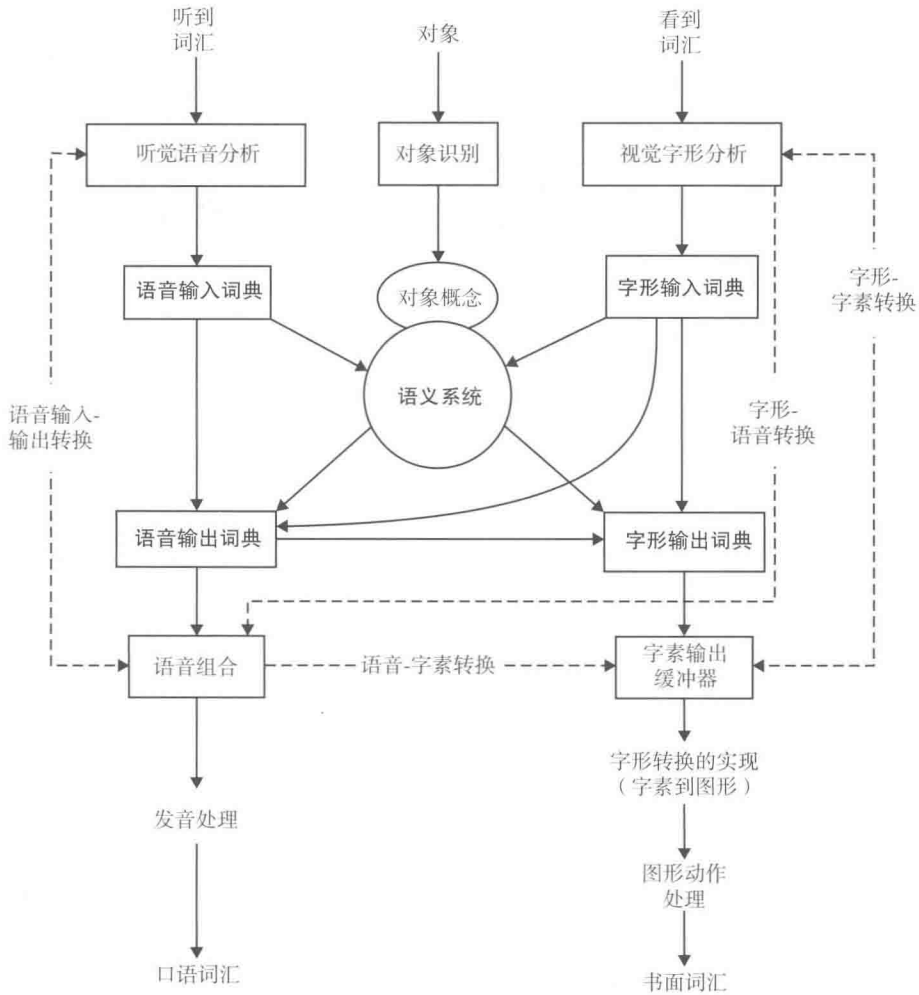 听到
词汇
对象
看到
词汇
听觉语音分析
对象识别
视觉字形分析
语音输入词典
对象概念
字形输入词典
字形-
字素转换
语义系统
语音输入-
输出转换
字形-
语音转换
语音输出词典
字形输出词典
语音组合
语音-字素转换
字素输出
缓冲器
字形转换的实现
（字素到图形）
发音处理
图形动作
处理
口语词汇
书面词汇